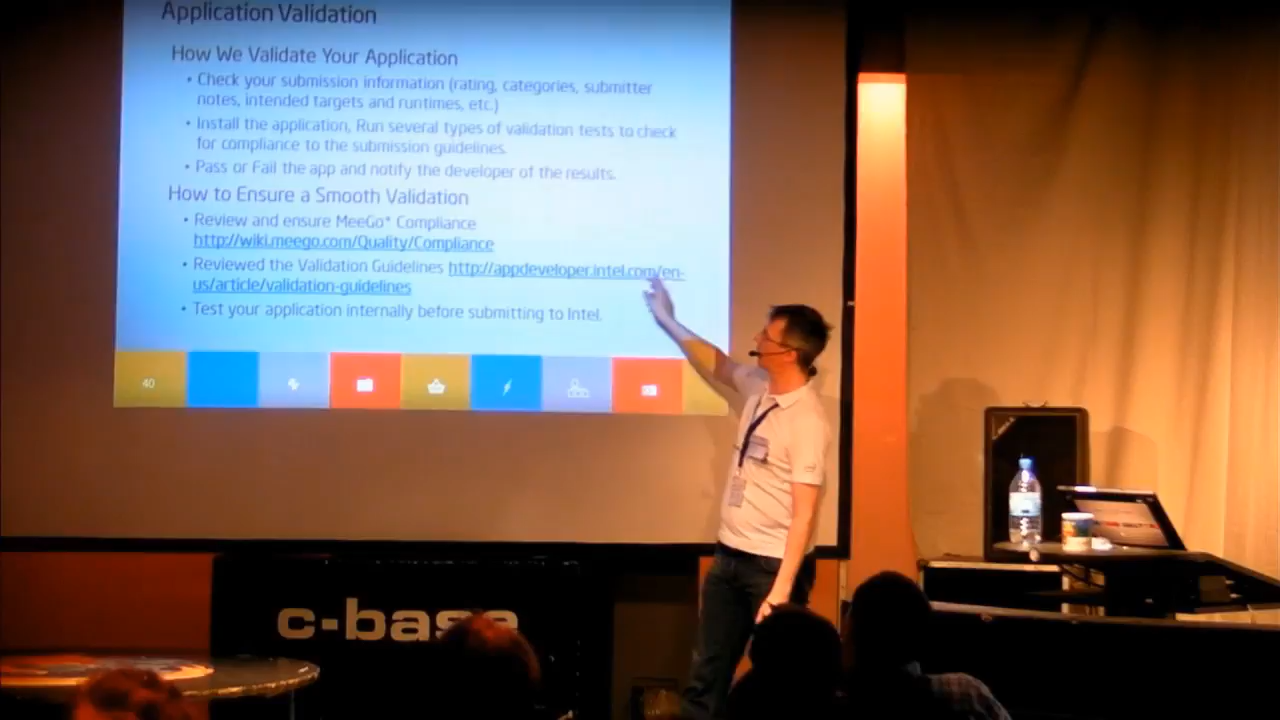 Application Validation
How We Validate Your Application
• Check your submission information (rating, categories, submitter
notes, intended targets and runtimes, etc.)
• Install the application, Run several types of validation tests to check
for compliance to the submission guidelines.
• Pass or Fail the app and notify the developer of the results.
How to Ensure a Smooth Validation
• Review and ensure MeeGo* Compliance
http://wiki.meego.com/Quality/Compliance
• Reviewed the Validation Guidelines http://appdeveloper.intel.com/en-
us/article/validation-guidelines
• Test your application internally before submitting to Intel.
40
c-base